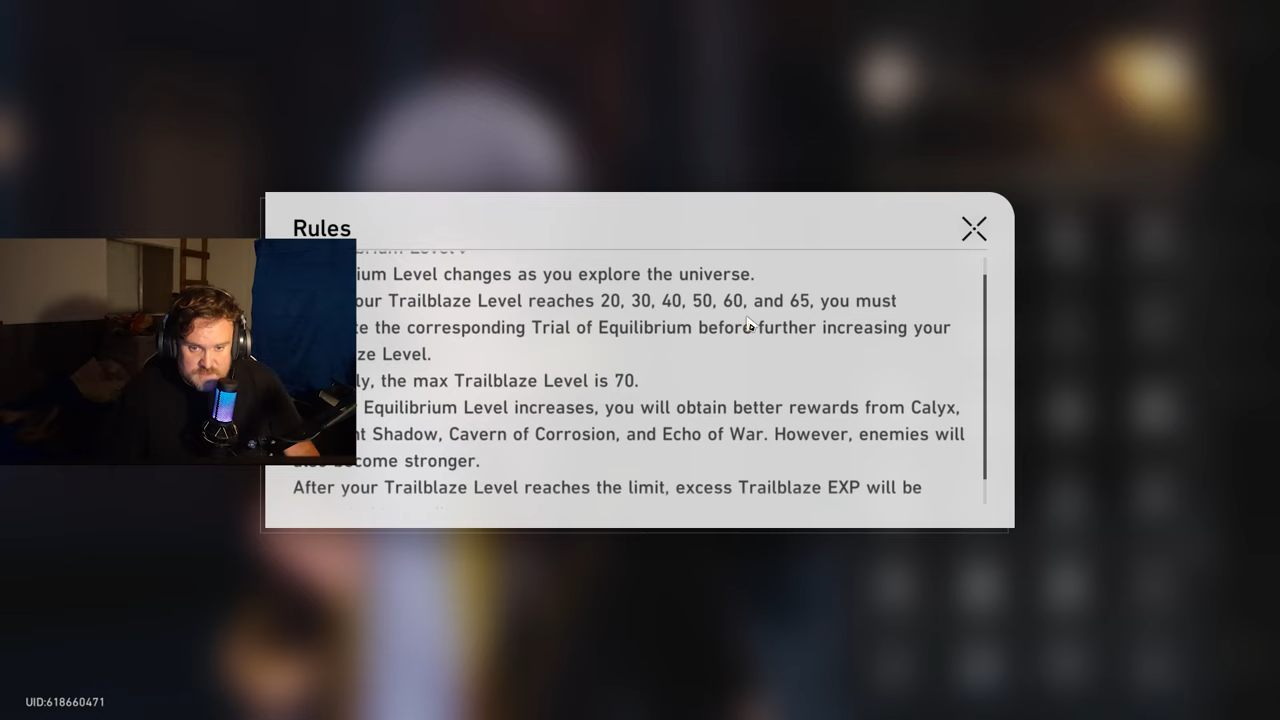 Rules
ium Level changes as you explore the universe.
our Trailblaze Level reaches 20, 30, 40, 50, 60, and 65, you must
te the corresponding Trial of Equilibrium before further increasing your
ze Level.
ly, the max Trailblaze Level is 70.
Equilibrium Level increases, you will obtain better rewards from Calyx,
nt Shadow, Cavern of Corrosion, and Echo of War. However, enemies will
also become stronger.
After your Trailblaze Level reaches the limit, excess Trailblaze EXP will be
UID:618660471